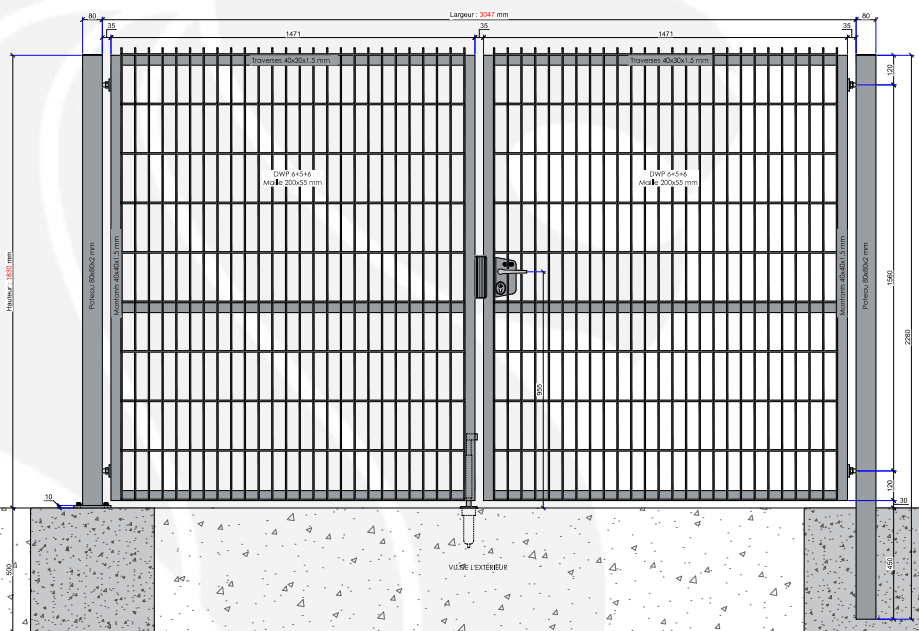 Largeur : 3047 mm
80
80
35
35
35
1471
1471
Traverses 40x30x1.5 mm
Traverses 40x30x1.5 mm
120
DWP 6+5+6
Maille 200x55 mm
DWP 6+5+6
Maille 200x55 mm
Hauteur : 1830 mm
Poteau 80x80x2 mm
Montants 40x40x1.5 mm
Montants 40x40x1.5 mm
Poteau 80x80x2 mm
1560
2280
955
10
120
30
500
450
VUE DE L'EXTÉRIEUR